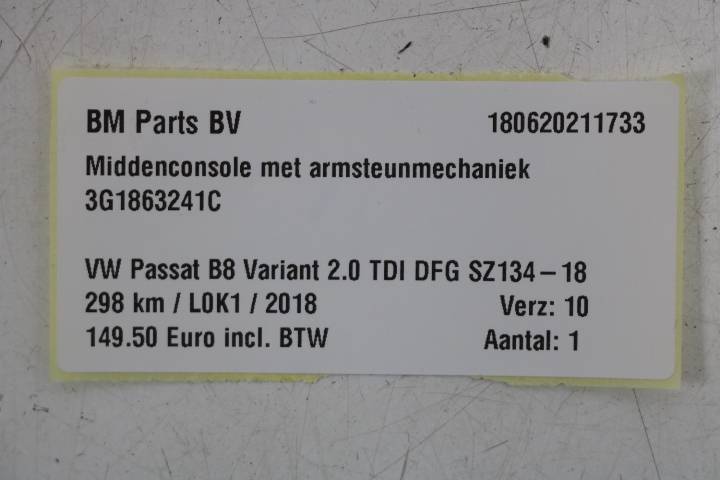 BM Parts BV 180620211733
Middenconsole met armsteunmechaniek
3G1863241C
VW Passat B8 Variant 2.0 TDI DFG SZ134-18
298 km / L0K1 / 2018 Verz: 10
149.50 Euro incl. BTW Aantal: 1